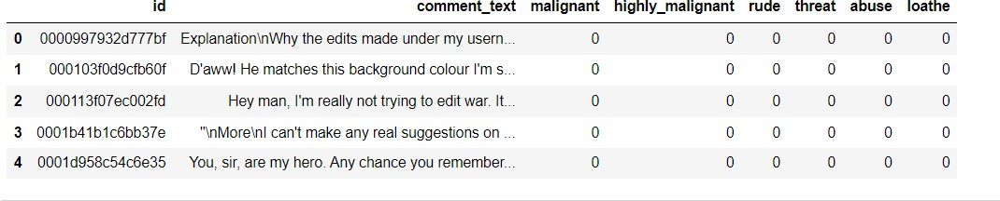 id comment_text malignant highly_malignant rude threat abuse loathe
0 0000997932d777bf Explanation\nWhy the edits made under my usern... 0 0 0 0 0 0
1 000103f0d9cfb60f D'aww! He matches this background colour I'm s... 0 0 0 0 0 0
2 000113f07ec002fd Hey man, I'm really not trying to edit war. It... 0 0 0 0 0 0
3 0001b41b1c6bb37e "\nMore\nI can't make any real suggestions on ... 0 0 0 0 0 0
4 0001d958c54c6e35 You, sir, are my hero. Any chance you remember... 0 0 0 0 0 0